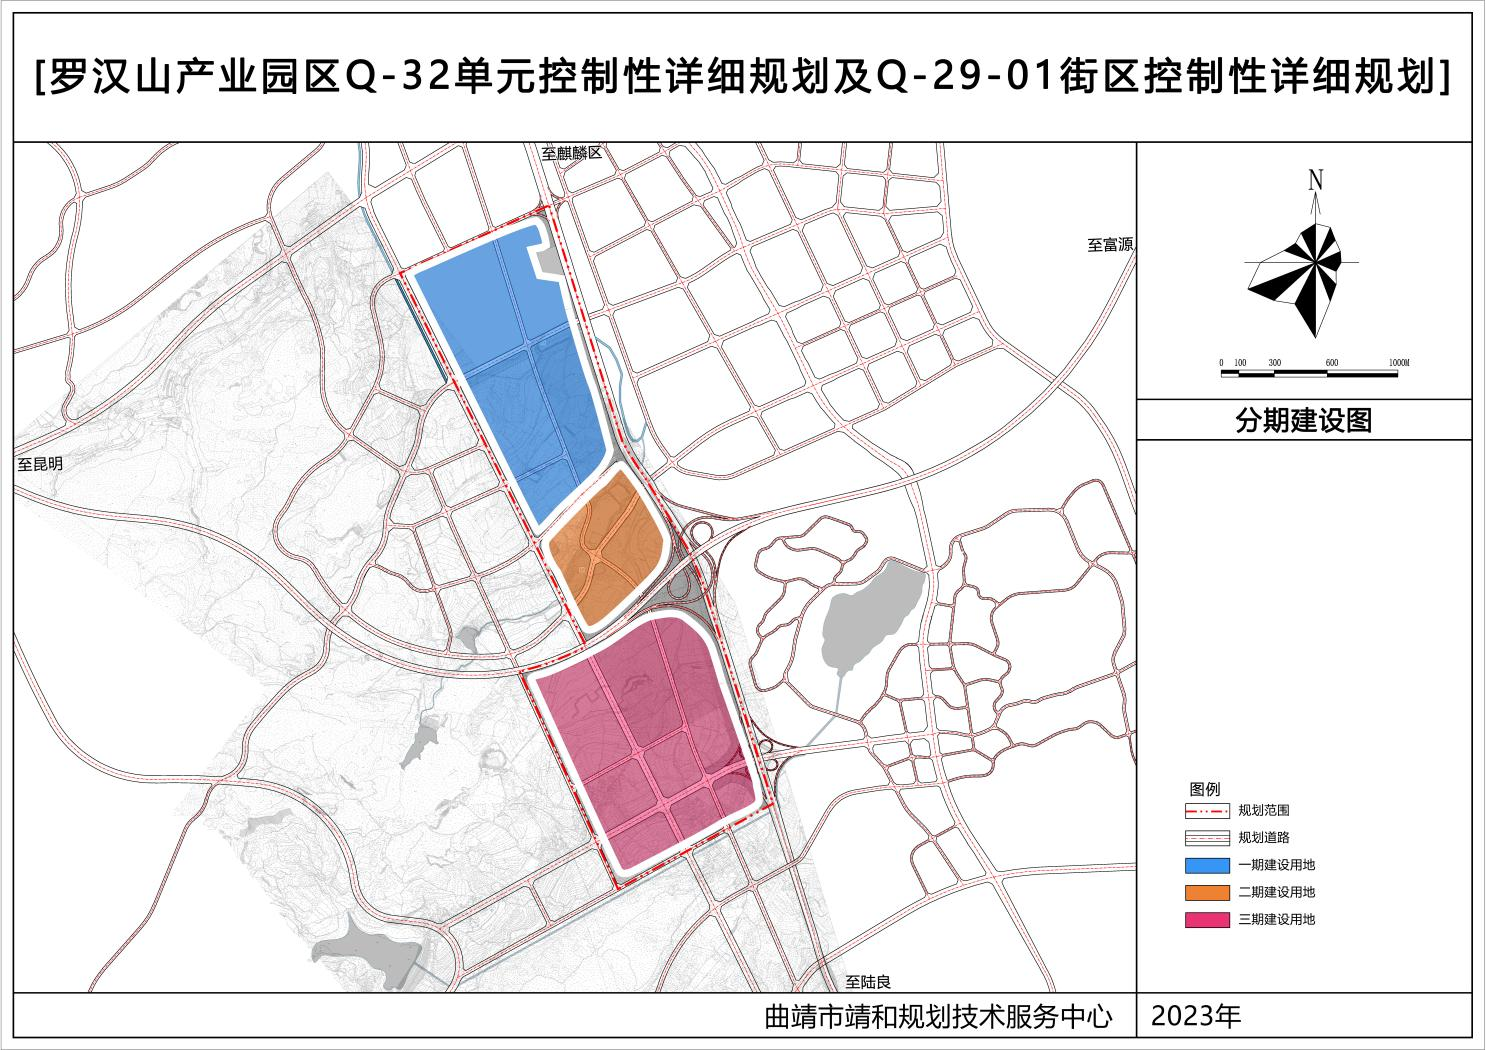 [罗汉山产业园区Q-32单元控制性详细规划及Q-29-01街区控制性详细规划]
至麒麟区
至富源
至昆明
至陆良
N
0 100 300 600 1000M
分期建设图
图例
规划范围
规划道路
一期建设用地
二期建设用地
三期建设用地
曲靖市靖和规划技术服务中心
2023年